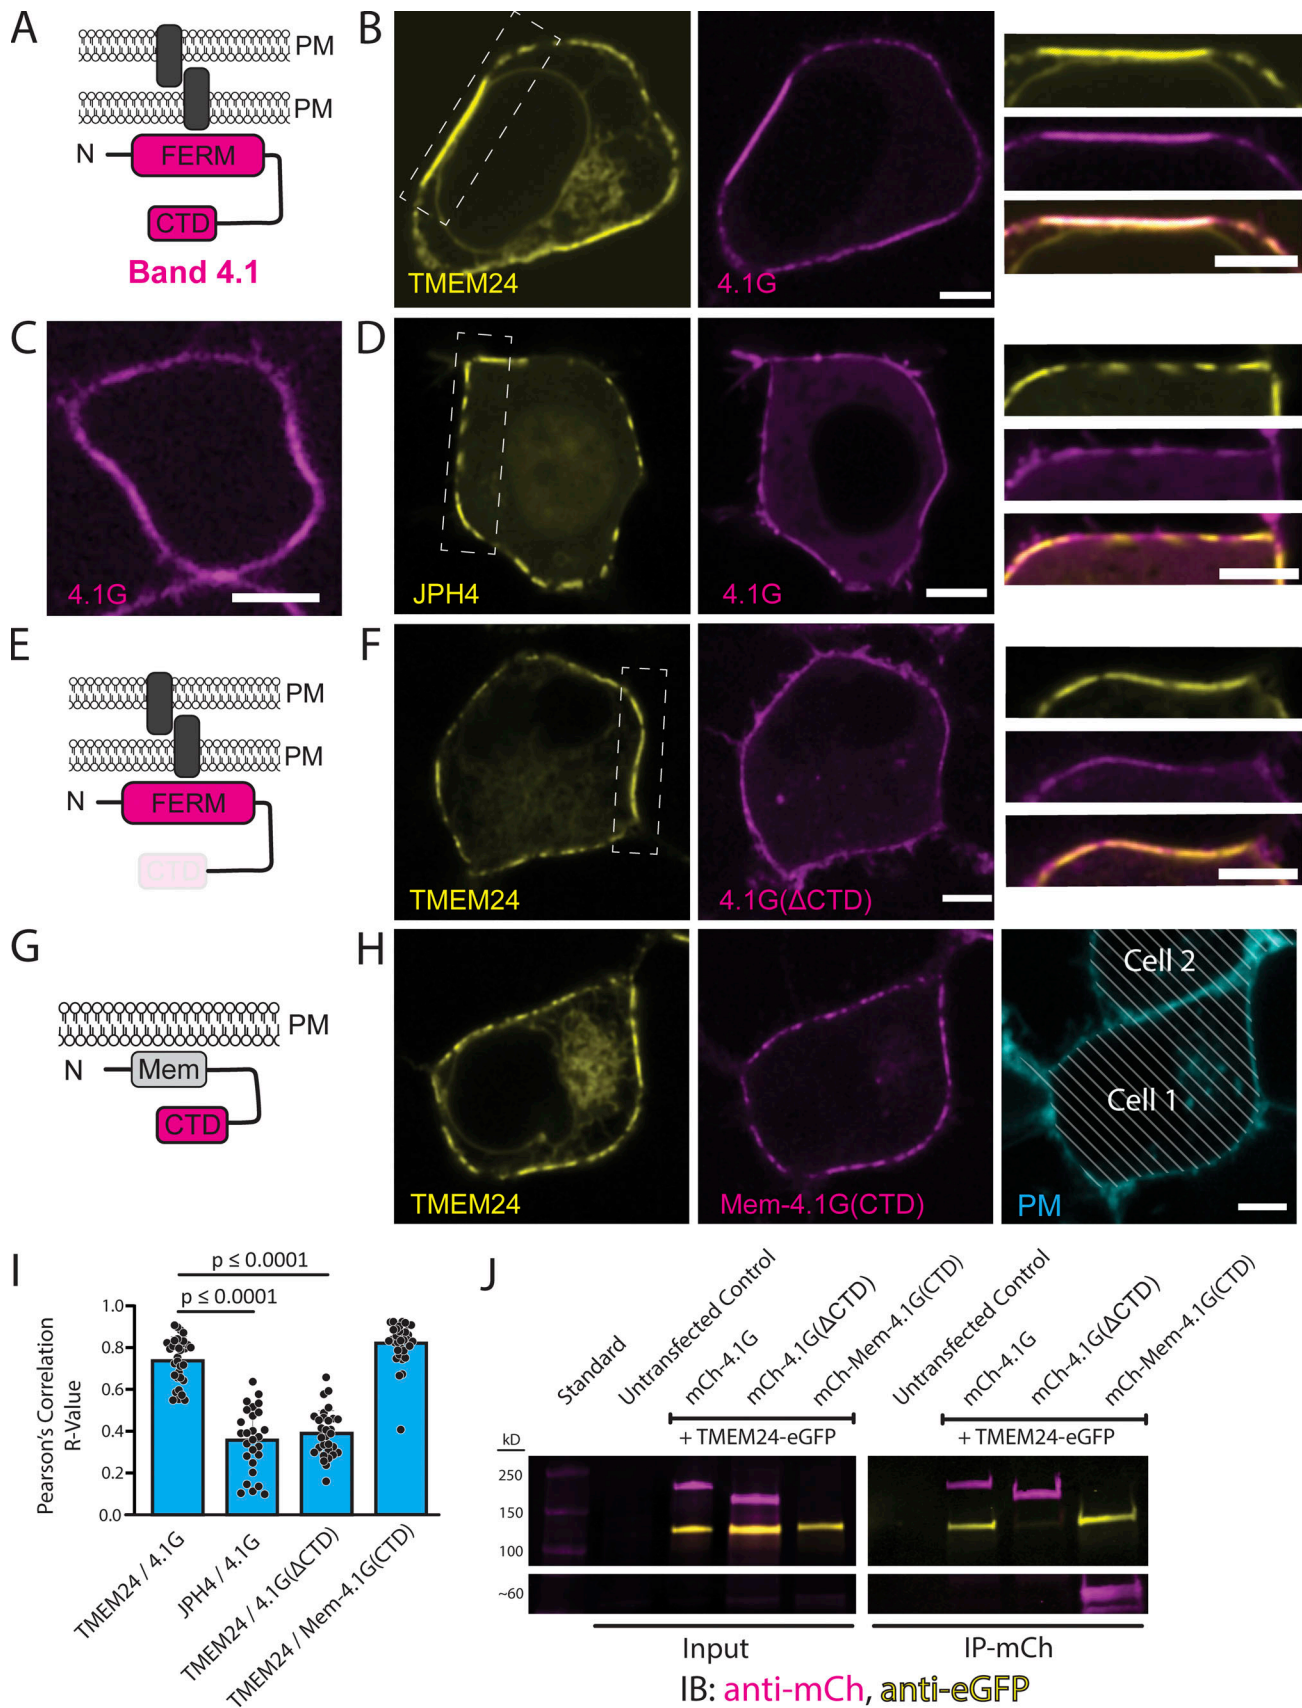 A
PM
PM
N
FERM
CTD
Band 4.1
B
TMEM24
4.1G
C
4.1G
D
JPH4
4.1G
E
PM
PM
N
FERM
CTD
F
TMEM24
4.1G(ΔCTD)
G
PM
N
Mem
CTD
H
TMEM24
Mem-4.1G(CTD)
Cell 2
Cell 1
PM
I
p ≤ 0.0001
p ≤ 0.0001
Pearson's Correlation
R-Value
1.0
0.8
0.6
0.4
0.2
0.0
TMEM24 / 4.1G
JPH4 / 4.1G
TMEM24 / 4.1G(ΔCTD)
TMEM24 / Mem-4.1G(CTD)
J
Standard
Untransfected Control
mCh-4.1G
mCh-4.1G(ΔCTD)
mCh-Mem-4.1G(CTD)
Untransfected Control
mCh-4.1G
mCh-4.1G(ΔCTD)
mCh-Mem-4.1G(CTD)
+ TMEM24-eGFP
+ TMEM24-eGFP
kD
250
150
100
~60
Input
IP-mCh
IB: anti-mCh, anti-eGFP